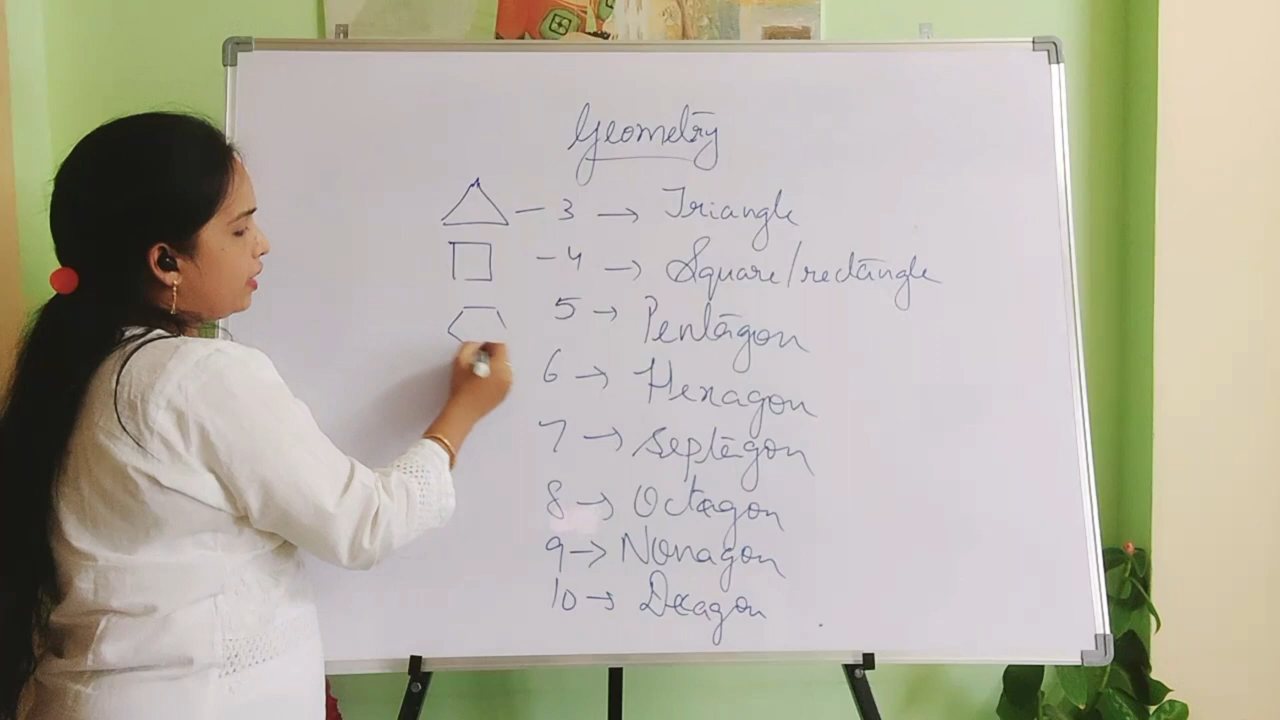 Geometry
- 3 → Triangle
- 4 → Square/rectangle
5 → Pentagon
6 → Hexagon
7 → Septagon
8 → Octagon
9 → Nonagon
10 → Decagon